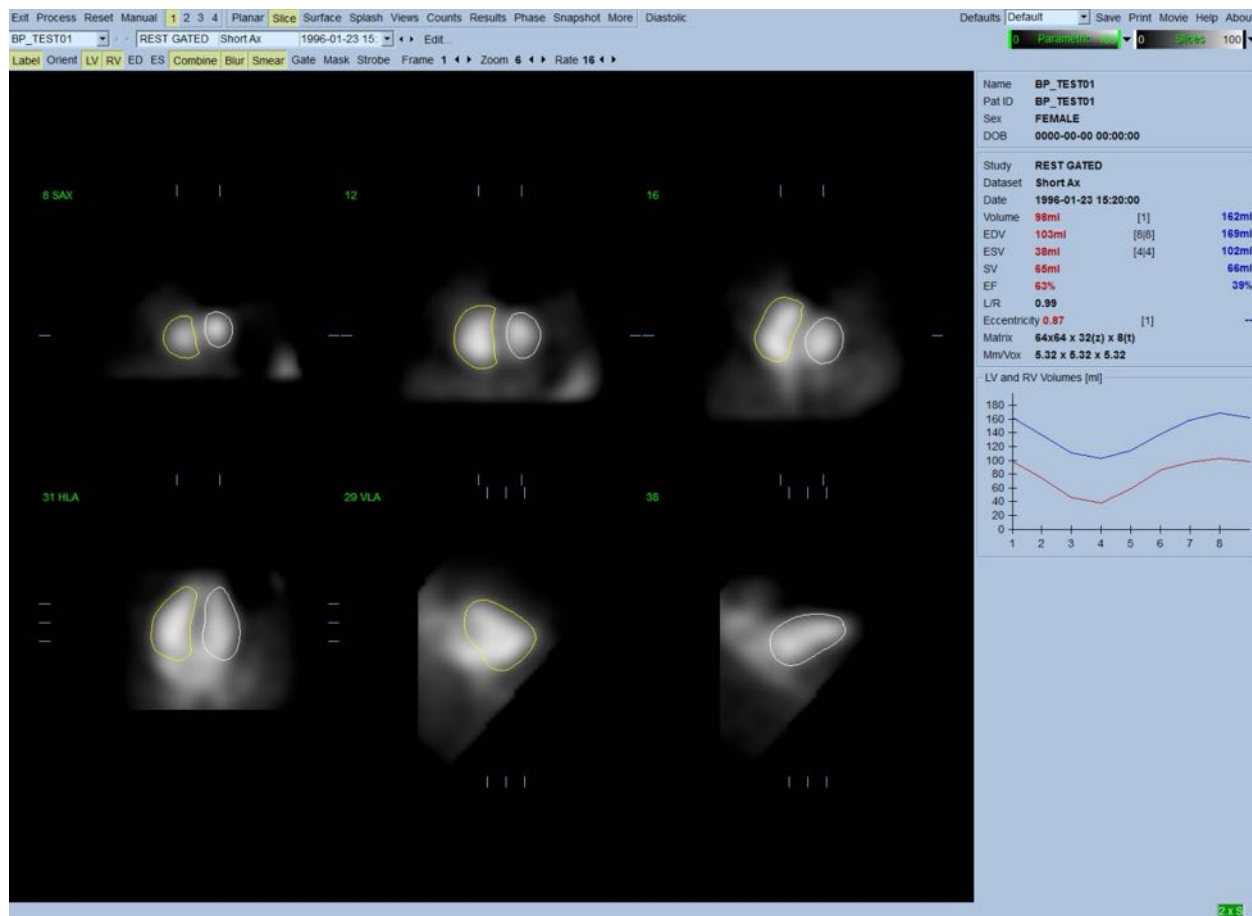 Exit Process Reset Manual 1 2 3 4 Planar Slice Surface Splash Views Counts Results Phase Snapshot More Diastolic Defaults Default Save Print Movie Help Abou
BP_TEST01 REST GATED Short Ax 1996-01-23 15: Edit... 0 Parametric 0 Slices 100
Label Orient LV RV ED ES Combine Blur Smear Gate Mask Strobe Frame 1 Zoom 6 Rate 16
8 SAX 12 16
31 HLA 29 VLA 38
Name BP_TEST01
Pat ID BP_TEST01
Sex FEMALE
DOB 0000-00-00 00:00:00
Study REST GATED
Dataset Short Ax
Date 1996-01-23 15:20:00
Volume 98ml [1] 162ml
EDV 103ml [8|8] 169ml
ESV 38ml [4|4] 102ml
SV 65ml 66ml
EF 63% 39%
L/R 0.99
Eccentricity 0.87 [1] --
Matrix 64x64 x 32(z) x 8(t)
Mm/Vox 5.32 x 5.32 x 5.32
LV and RV Volumes [ml]
180
160
140
120
100
80
60
40
20
0
1 2 3 4 5 6 7 8
2 x S